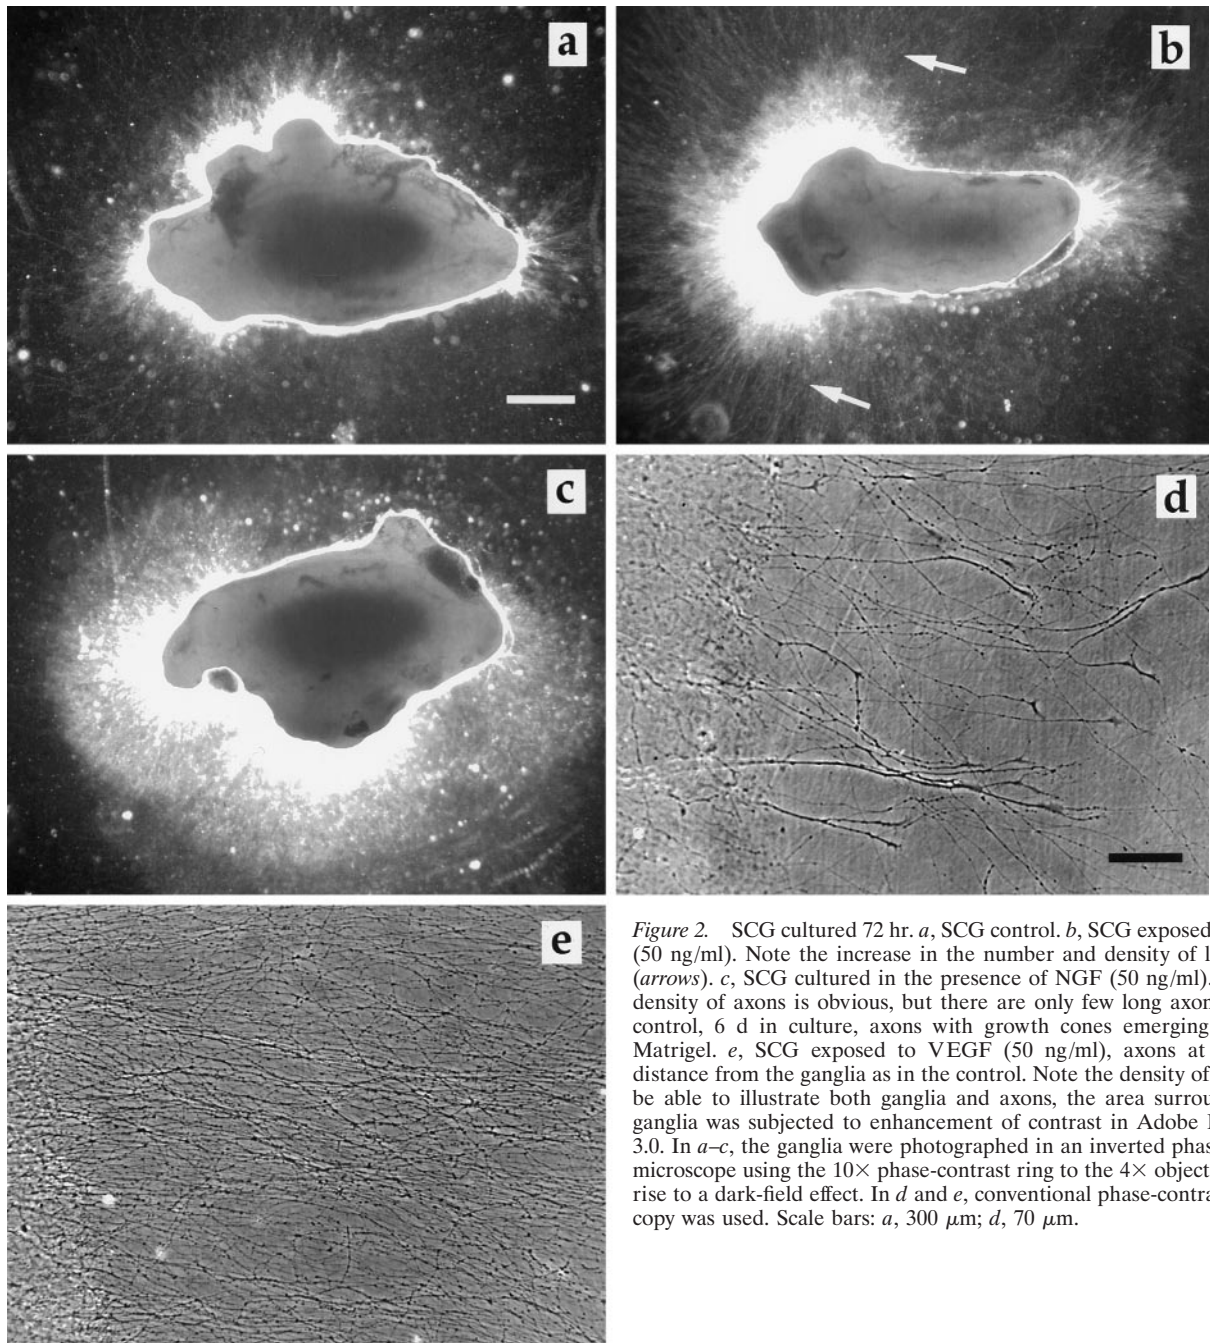 a
b
c
d
e
Figure 2. SCG cultured 72 hr. a, SCG control. b, SCG exposed
(50 ng/ml). Note the increase in the number and density of l
(arrows). c, SCG cultured in the presence of NGF (50 ng/ml).
density of axons is obvious, but there are only few long axon
control, 6 d in culture, axons with growth cones emerging
Matrigel. e, SCG exposed to VEGF (50 ng/ml), axons at
distance from the ganglia as in the control. Note the density of
be able to illustrate both ganglia and axons, the area surrou
ganglia was subjected to enhancement of contrast in Adobe
3.0. In a–c, the ganglia were photographed in an inverted phas
microscope using the 10× phase-contrast ring to the 4× object
rise to a dark-field effect. In d and e, conventional phase-contra
copy was used. Scale bars: a, 300 μm; d, 70 μm.